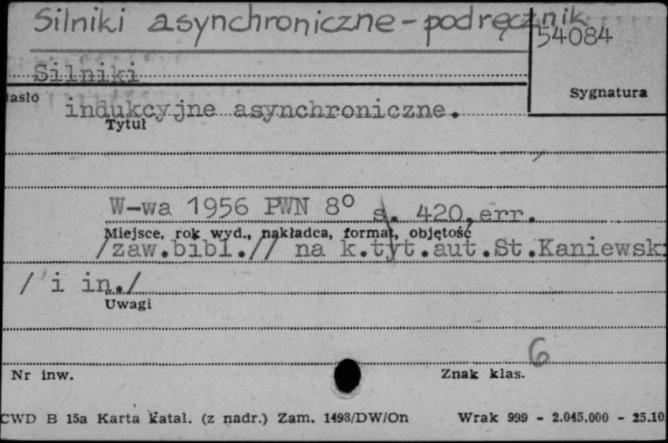 Silniki asynchroniczne - podręcznik
54084
Silniki
Sygnatura
asło
indukcyjne asynchroniczne.
Tytuł
W-wa 1956 PWN 8° s. 420, err.
Miejsce, rok wyd., nakładca, format, objętość
/zaw.bibl.// na k.tyt.aut.St.Kaniewsk
/ i in./
Uwagi
6
Nr inw.
Znak klas.
CWD B 15a Karta katal. (z nadr.) Zam. 1498/DW/On Wrak 999 - 2.045.000 - 25.10